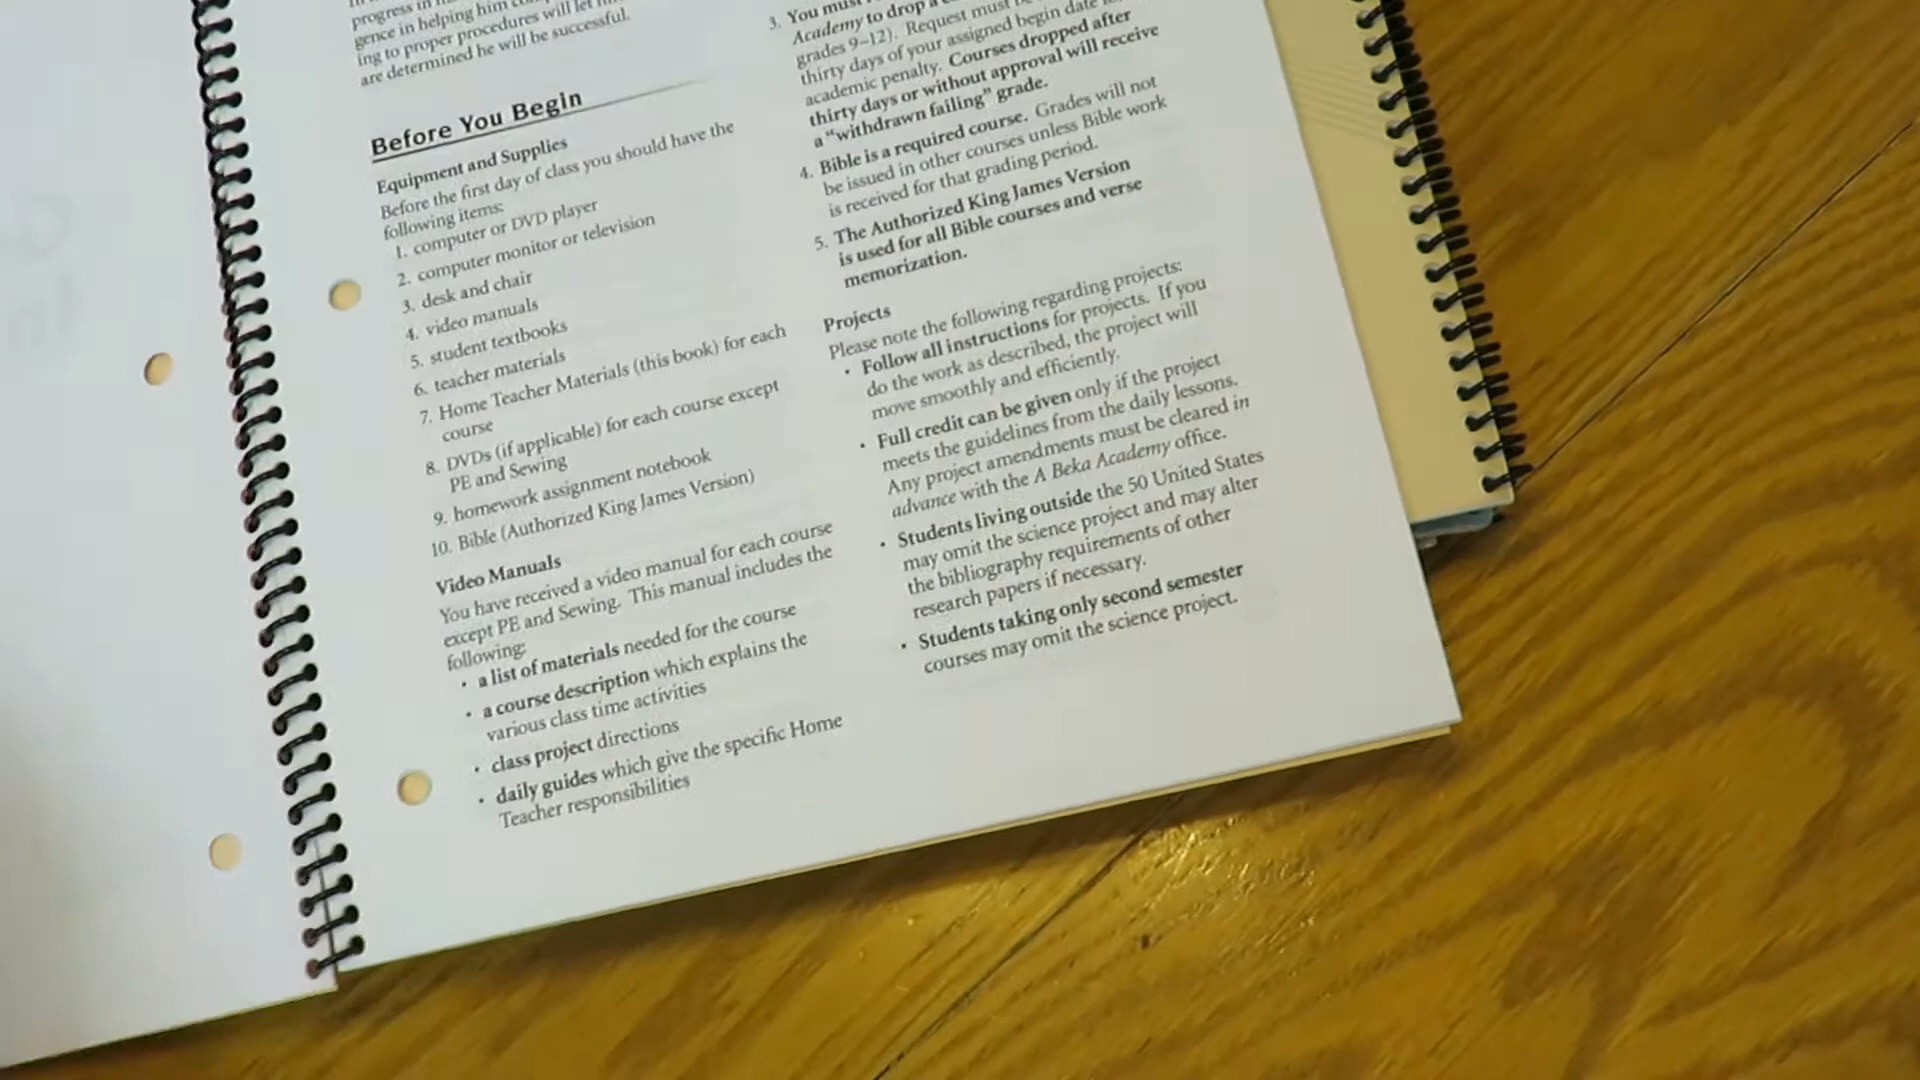 progress in
gence in helping him
ing to proper procedures will let
are determined he will be successful.
Before You Begin
Equipment and Supplies
Before the first day of class you should have the
following items:
1. computer or DVD player
2. computer monitor or television
3. desk and chair
4. video manuals
5. student textbooks
6. teacher materials
7. Home Teacher Materials (this book) for each
course
8. DVDs (if applicable) for each course except
PE and Sewing
9. homework assignment notebook
10. Bible (Authorized King James Version)
Video Manuals
You have received a video manual for each course
except PE and Sewing. This manual includes the
following:
• a list of materials needed for the course
• a course description which explains the
various class time activities
• class project directions
• daily guides which give the specific Home
Teacher responsibilities
3. You must
Academy to drop a
grades 9–12). Request must
thirty days of your assigned begin date
academic penalty. Courses dropped after
thirty days or without approval will receive
a “withdrawn failing” grade.
4. Bible is a required course. Grades will not
be issued in other courses unless Bible work
is received for that grading period.
5. The Authorized King James Version
is used for all Bible courses and verse
memorization.
Projects
Please note the following regarding projects:
• Follow all instructions for projects. If you
do the work as described, the project will
move smoothly and efficiently.
• Full credit can be given only if the project
meets the guidelines from the daily lessons.
Any project amendments must be cleared in
advance with the A Beka Academy office.
• Students living outside the 50 United States
may omit the science project and may alter
the bibliography requirements of other
research papers if necessary.
• Students taking only second semester
courses may omit the science project.